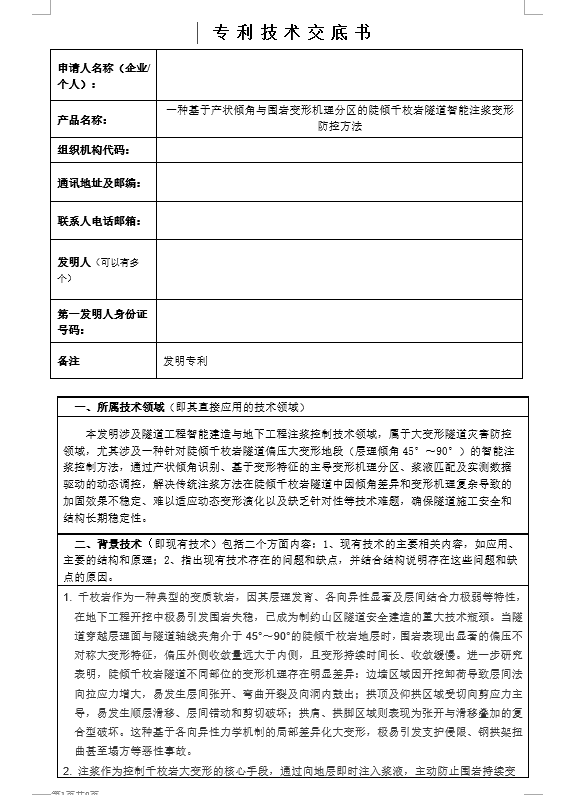 专利技术交底书
申请人名称（企业/
个人）：
产品名称：
一种基于产状倾角与围岩变形机理分区的陡倾千枚岩隧道智能注浆变形
防控方法
组织机构代码：
通讯地址及邮编：
联系人电话邮箱：
发明人（可以有多
个）
第一发明人身份证
号码：
备注
发明专利
一、所属技术领域（即其直接应用的技术领域）
本发明涉及隧道工程智能建造与地下工程注浆控制技术领域，属于大变形隧道灾害防控
领域，尤其涉及一种针对陡倾千枚岩隧道偏压大变形地段（层理倾角45°～90°）的智能注
浆控制方法，通过产状倾角识别、基于变形特征的主导变形机理分区、浆液匹配及实测数据
驱动的动态调控，解决传统注浆方法在陡倾千枚岩隧道中因倾角差异和变形机理复杂导致的
加固效果不稳定、难以适应动态变形演化以及缺乏针对性等技术难题，确保隧道施工安全和
结构长期稳定性。
二、背景技术（即现有技术）包括二个方面内容：1、现有技术的主要相关内容，如应用、
主要的结构和原理；2、指出现有技术存在的问题和缺点，并结合结构说明存在这些问题和缺
点的原因。
1. 千枚岩作为一种典型的变质软岩，因其层理发育、各向异性显著及层间结合力极弱等特性，
在地下工程开挖中极易引发围岩失稳，已成为制约山区隧道安全建造的重大技术瓶颈。当隧
道穿越层理面与隧道轴线夹角介于45°～90°的陡倾千枚岩地层时，围岩表现出显著的偏压不
对称大变形特征，偏压外侧收敛量远大于内侧，且变形持续时间长、收敛缓慢。进一步研究
表明，陡倾千枚岩隧道不同部位的变形机理存在明显差异：边墙区域因开挖卸荷导致层间法
向拉应力增大，易发生层间张开、弯曲开裂及向洞内鼓出；拱顶及仰拱区域受切向剪应力主
导，易发生顺层滑移、层间错动和剪切破坏；拱肩、拱脚区域则表现为张开与滑移叠加的复
合型破坏。这种基于各向异性力学机制的局部差异化大变形，极易引发支护侵限、钢拱架扭
曲甚至塌方等恶性事故。
2. 注浆作为控制千枚岩大变形的核心手段，通过向地层即时注入浆液，主动防止围岩持续变